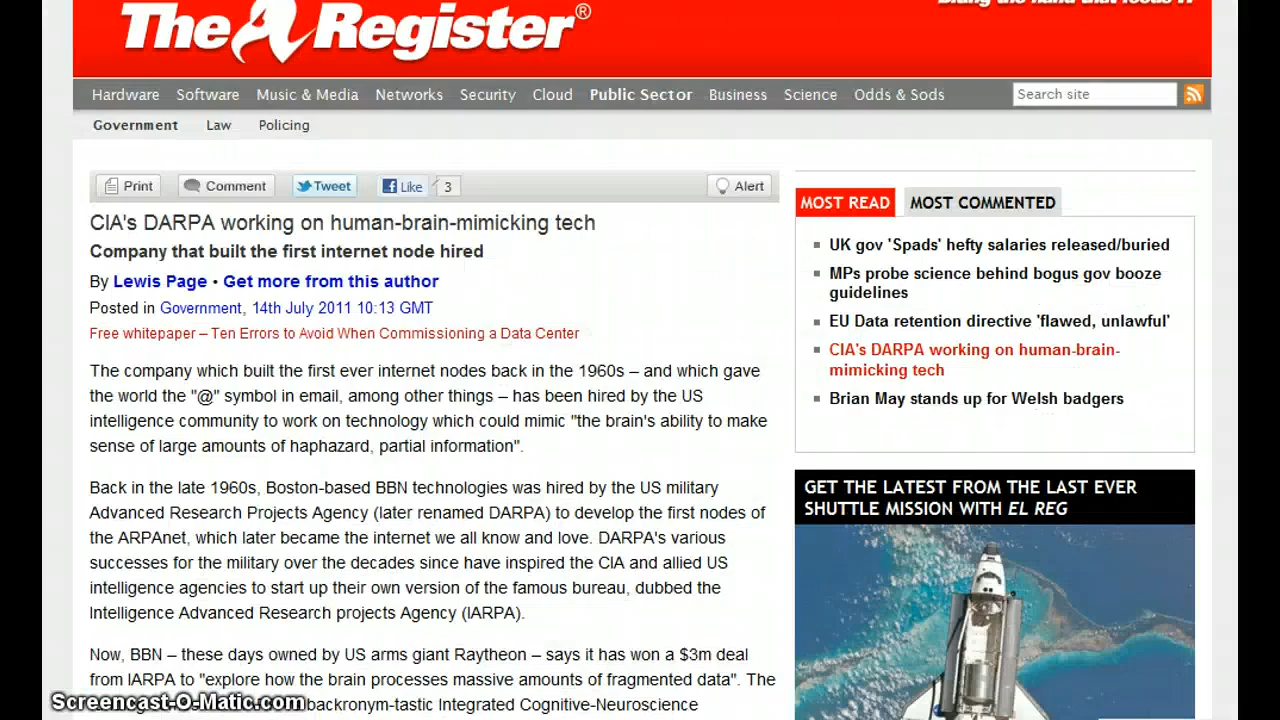 The Register®
Hardware Software Music & Media Networks Security Cloud Public Sector Business Science Odds & Sods
Search site
Government Law Policing
Print Comment Tweet Like 3 Alert
CIA's DARPA working on human-brain-mimicking tech
Company that built the first internet node hired
By Lewis Page • Get more from this author
Posted in Government, 14th July 2011 10:13 GMT
Free whitepaper – Ten Errors to Avoid When Commissioning a Data Center
The company which built the first ever internet nodes back in the 1960s – and which gave
the world the "@" symbol in email, among other things – has been hired by the US
intelligence community to work on technology which could mimic "the brain's ability to make
sense of large amounts of haphazard, partial information".
Back in the late 1960s, Boston-based BBN technologies was hired by the US military
Advanced Research Projects Agency (later renamed DARPA) to develop the first nodes of
the ARPAnet, which later became the internet we all know and love. DARPA's various
successes for the military over the decades since have inspired the CIA and allied US
intelligence agencies to start up their own version of the famous bureau, dubbed the
Intelligence Advanced Research projects Agency (IARPA).
Now, BBN – these days owned by US arms giant Raytheon – says it has won a $3m deal
from IARPA to "explore how the brain processes massive amounts of fragmented data". The
backronym-tastic Integrated Cognitive-Neuroscience
MOST READ MOST COMMENTED
UK gov 'Spads' hefty salaries released/buried
MPs probe science behind bogus gov booze
guidelines
EU Data retention directive 'flawed, unlawful'
CIA's DARPA working on human-brain-
mimicking tech
Brian May stands up for Welsh badgers
GET THE LATEST FROM THE LAST EVER
SHUTTLE MISSION WITH EL REG
Screencast-O-Matic.com